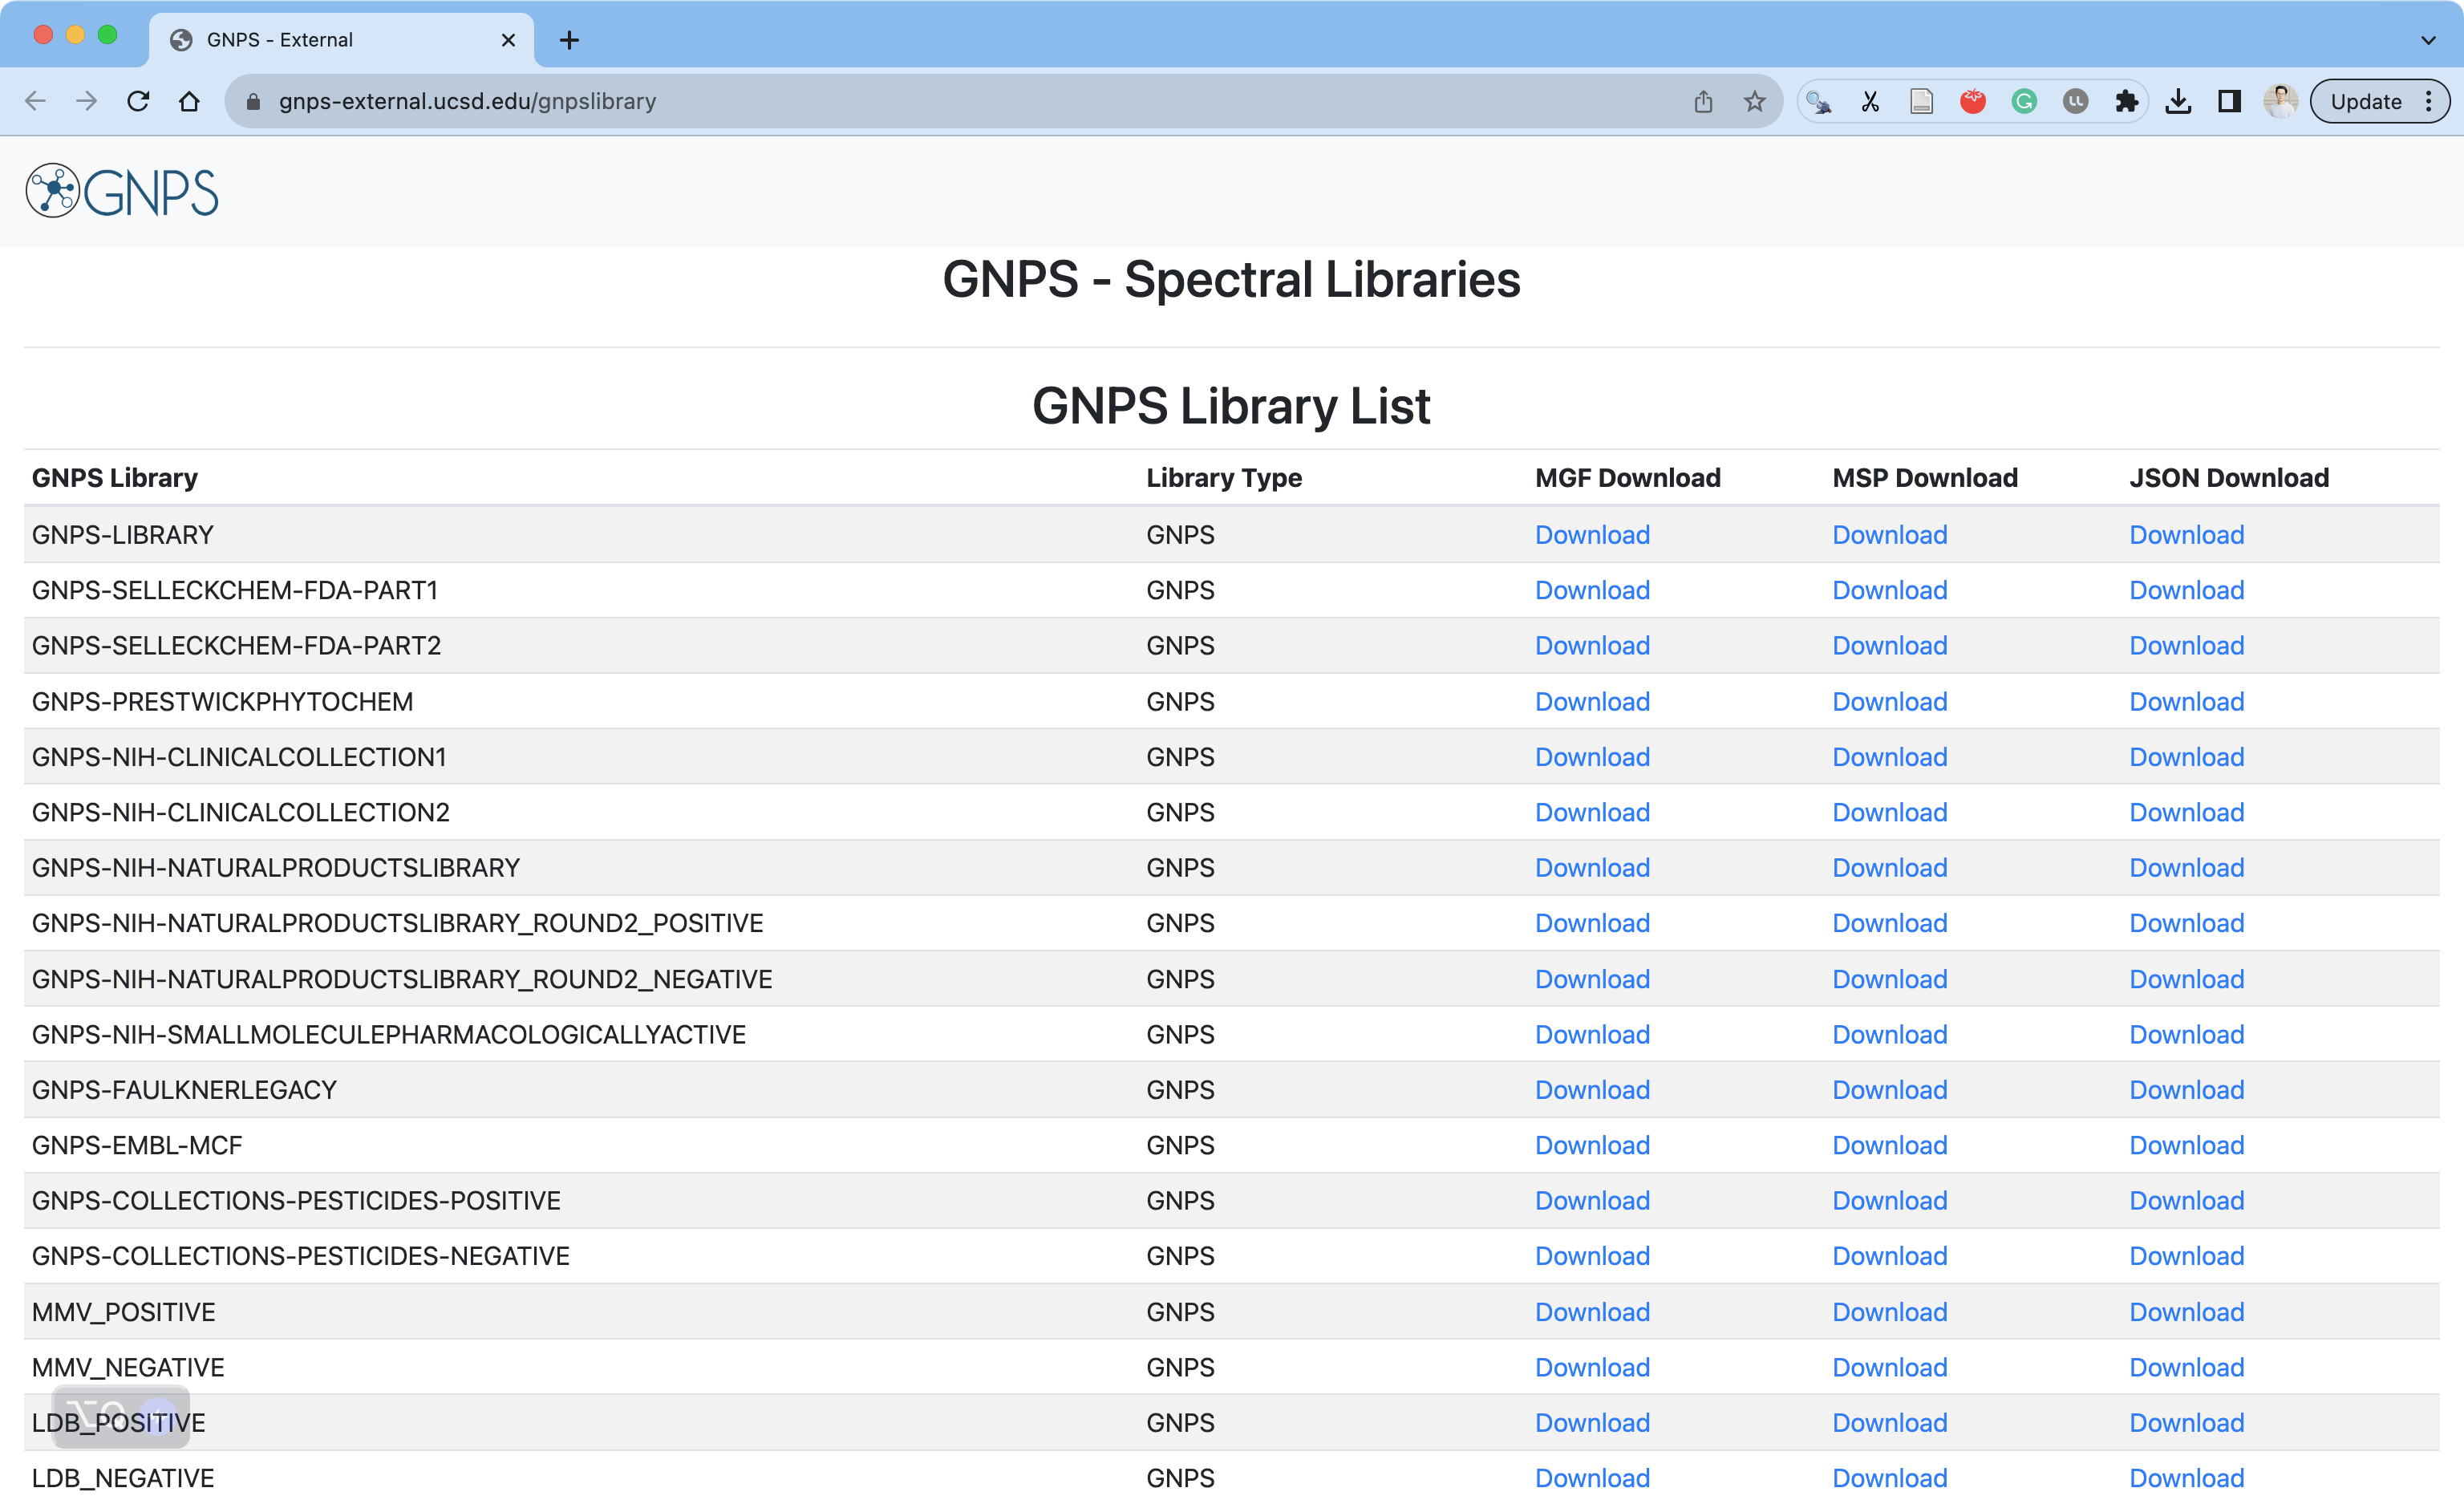 GNPS - External
gnps-external.ucsd.edu/gnpslibrary
Update
GNPS
GNPS - Spectral Libraries
GNPS Library List
GNPS Library Library Type MGF Download MSP Download JSON Download
GNPS-LIBRARY GNPS Download Download Download
GNPS-SELLECKCHEM-FDA-PART1 GNPS Download Download Download
GNPS-SELLECKCHEM-FDA-PART2 GNPS Download Download Download
GNPS-PRESTWICKPHYTOCHEM GNPS Download Download Download
GNPS-NIH-CLINICALCOLLECTION1 GNPS Download Download Download
GNPS-NIH-CLINICALCOLLECTION2 GNPS Download Download Download
GNPS-NIH-NATURALPRODUCTSLIBRARY GNPS Download Download Download
GNPS-NIH-NATURALPRODUCTSLIBRARY_ROUND2_POSITIVE GNPS Download Download Download
GNPS-NIH-NATURALPRODUCTSLIBRARY_ROUND2_NEGATIVE GNPS Download Download Download
GNPS-NIH-SMALLMOLECULEPHARMACOLOGICALLYACTIVE GNPS Download Download Download
GNPS-FAULKNERLEGACY GNPS Download Download Download
GNPS-EMBL-MCF GNPS Download Download Download
GNPS-COLLECTIONS-PESTICIDES-POSITIVE GNPS Download Download Download
GNPS-COLLECTIONS-PESTICIDES-NEGATIVE GNPS Download Download Download
MMV_POSITIVE GNPS Download Download Download
MMV_NEGATIVE GNPS Download Download Download
LDB_POSITIVE GNPS Download Download Download
LDB_NEGATIVE GNPS Download Download Download